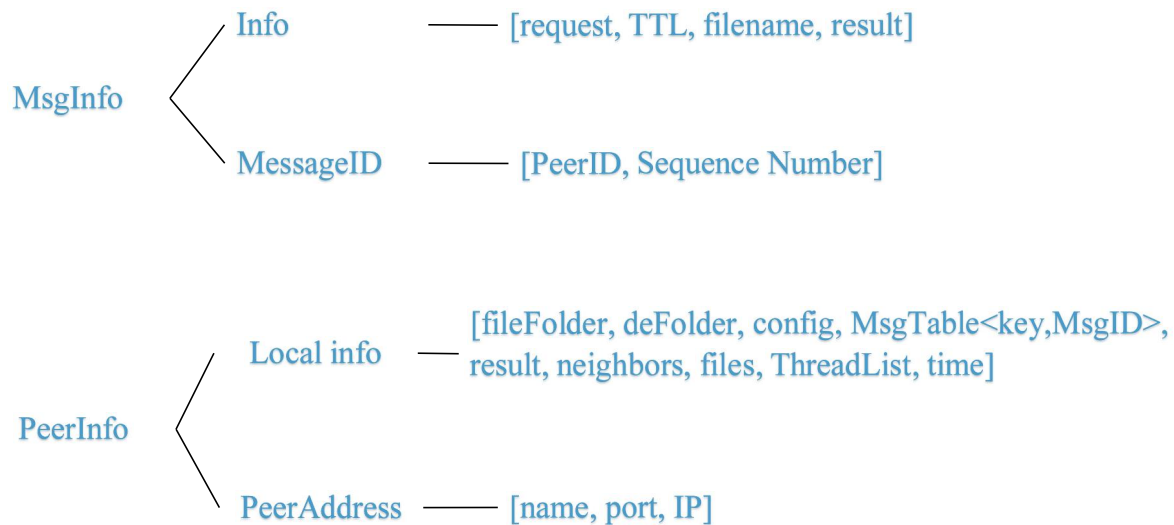 Info
[request, TTL, filename, result]
MsgInfo
MessageID
[PeerID, Sequence Number]
[fileFolder, deFolder, config, MsgTable<key,MsgID>,
Local info
result, neighbors, files, ThreadList, time]
PeerInfo
PeerAddress
[name, port, IP]